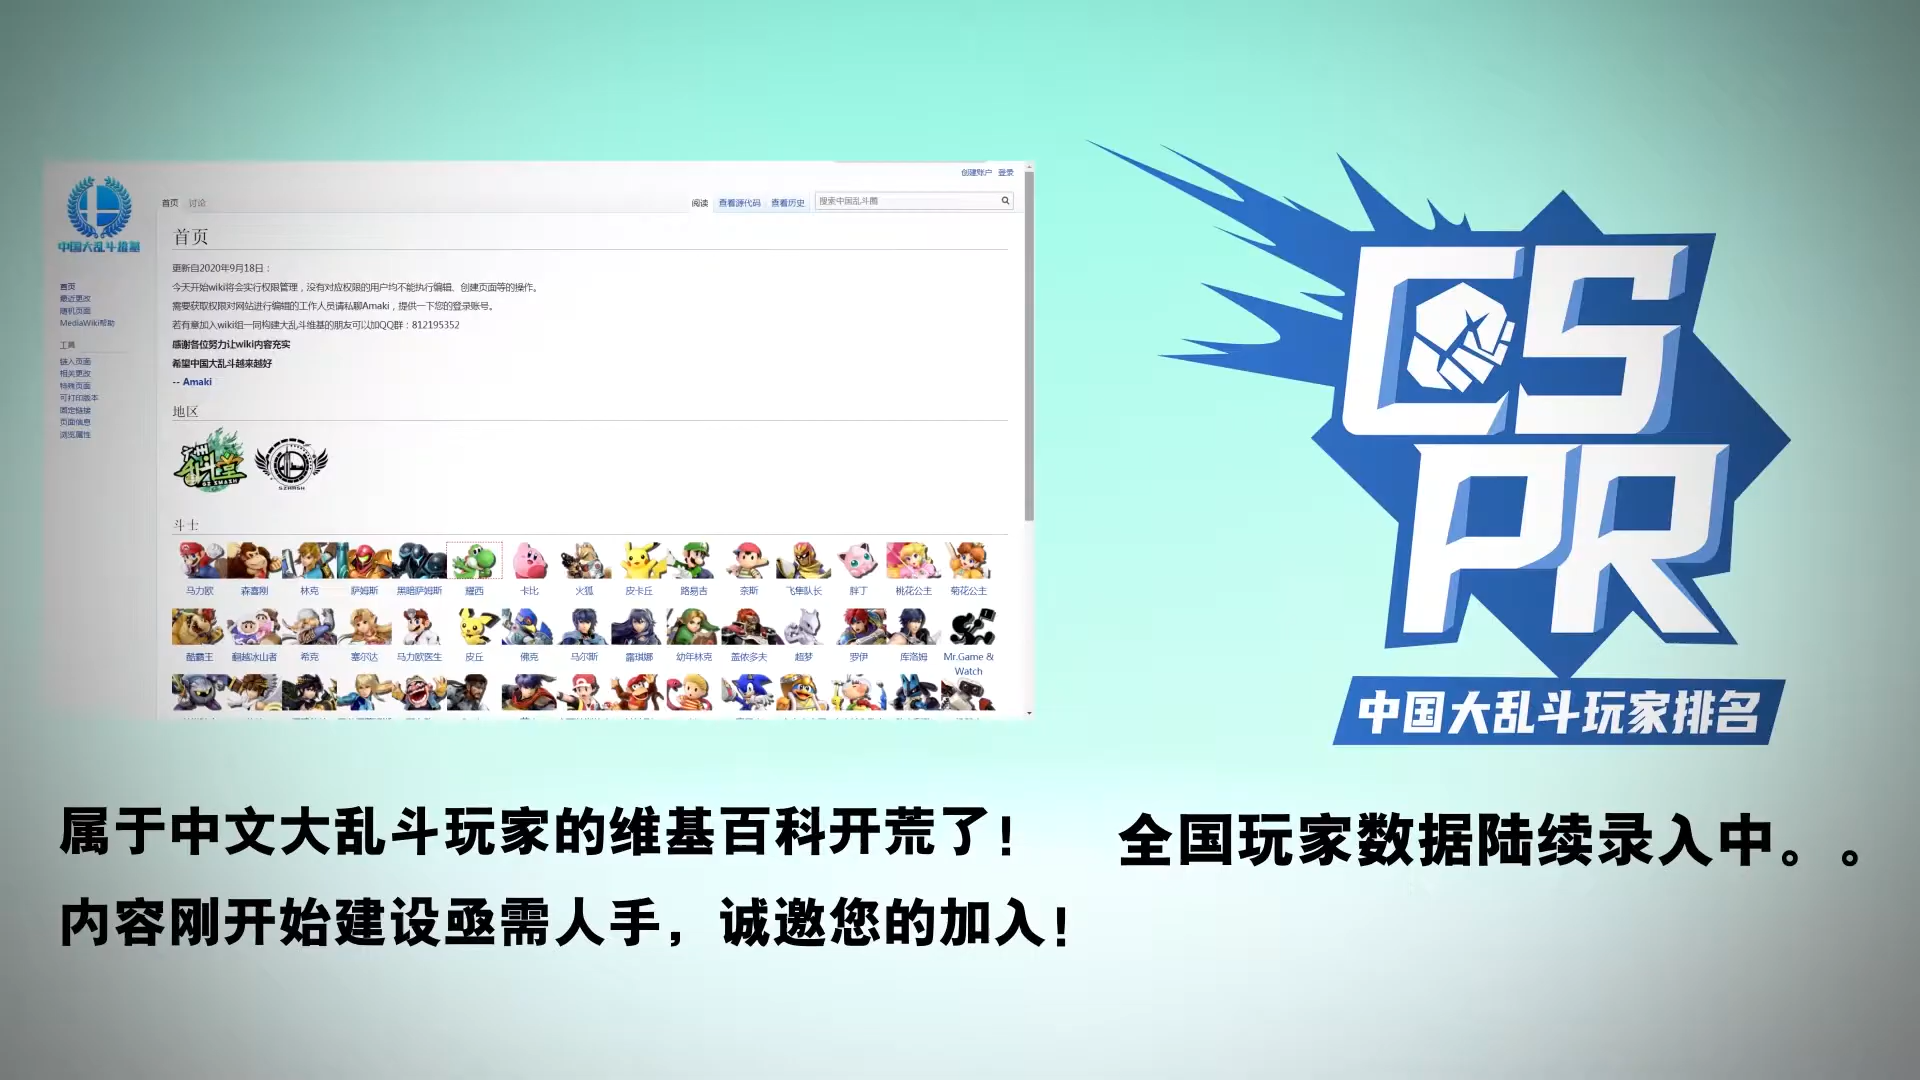 创建账户 登录
首页 讨论
阅读 查看源代码 查看历史 搜索中国乱斗圈
中国大乱斗维基
首页
更新自2020年9月18日：
今天开始wiki将会实行权限管理，没有对应权限的用户均不能执行编辑、创建页面等的操作。
需要获取权限对网站进行编辑的工作人员请私聊Amaki，提供一下您的登录账号。
若有意加入wiki组一同构建大乱斗维基的朋友可以加QQ群：812195352
感谢各位努力让wiki内容充实
希望中国大乱斗越来越好
-- Amaki
首页
最近更改
随机页面
MediaWiki帮助
工具
链入页面
相关更改
特殊页面
可打印版本
固定链接
页面信息
浏览属性
地区
广州
乱斗堂
GZ SMASH
斗士
马力欧 森喜刚 林克 萨姆斯 黑暗萨姆斯 耀西 卡比 火狐 皮卡丘 路易吉 奈斯 飞隼队长 胖丁 桃花公主 菊花公主
酷霸王 翻越冰山者 希克 塞尔达 马力欧医生 皮丘 佛克 马尔斯 露琪娜 幼年林克 盖侬多夫 超梦 罗伊 库洛姆 Mr.Game &
Watch
CS
PR
中国大乱斗玩家排名
属于中文大乱斗玩家的维基百科开荒了！
内容刚开始建设亟需人手，诚邀您的加入！
全国玩家数据陆续录入中。。